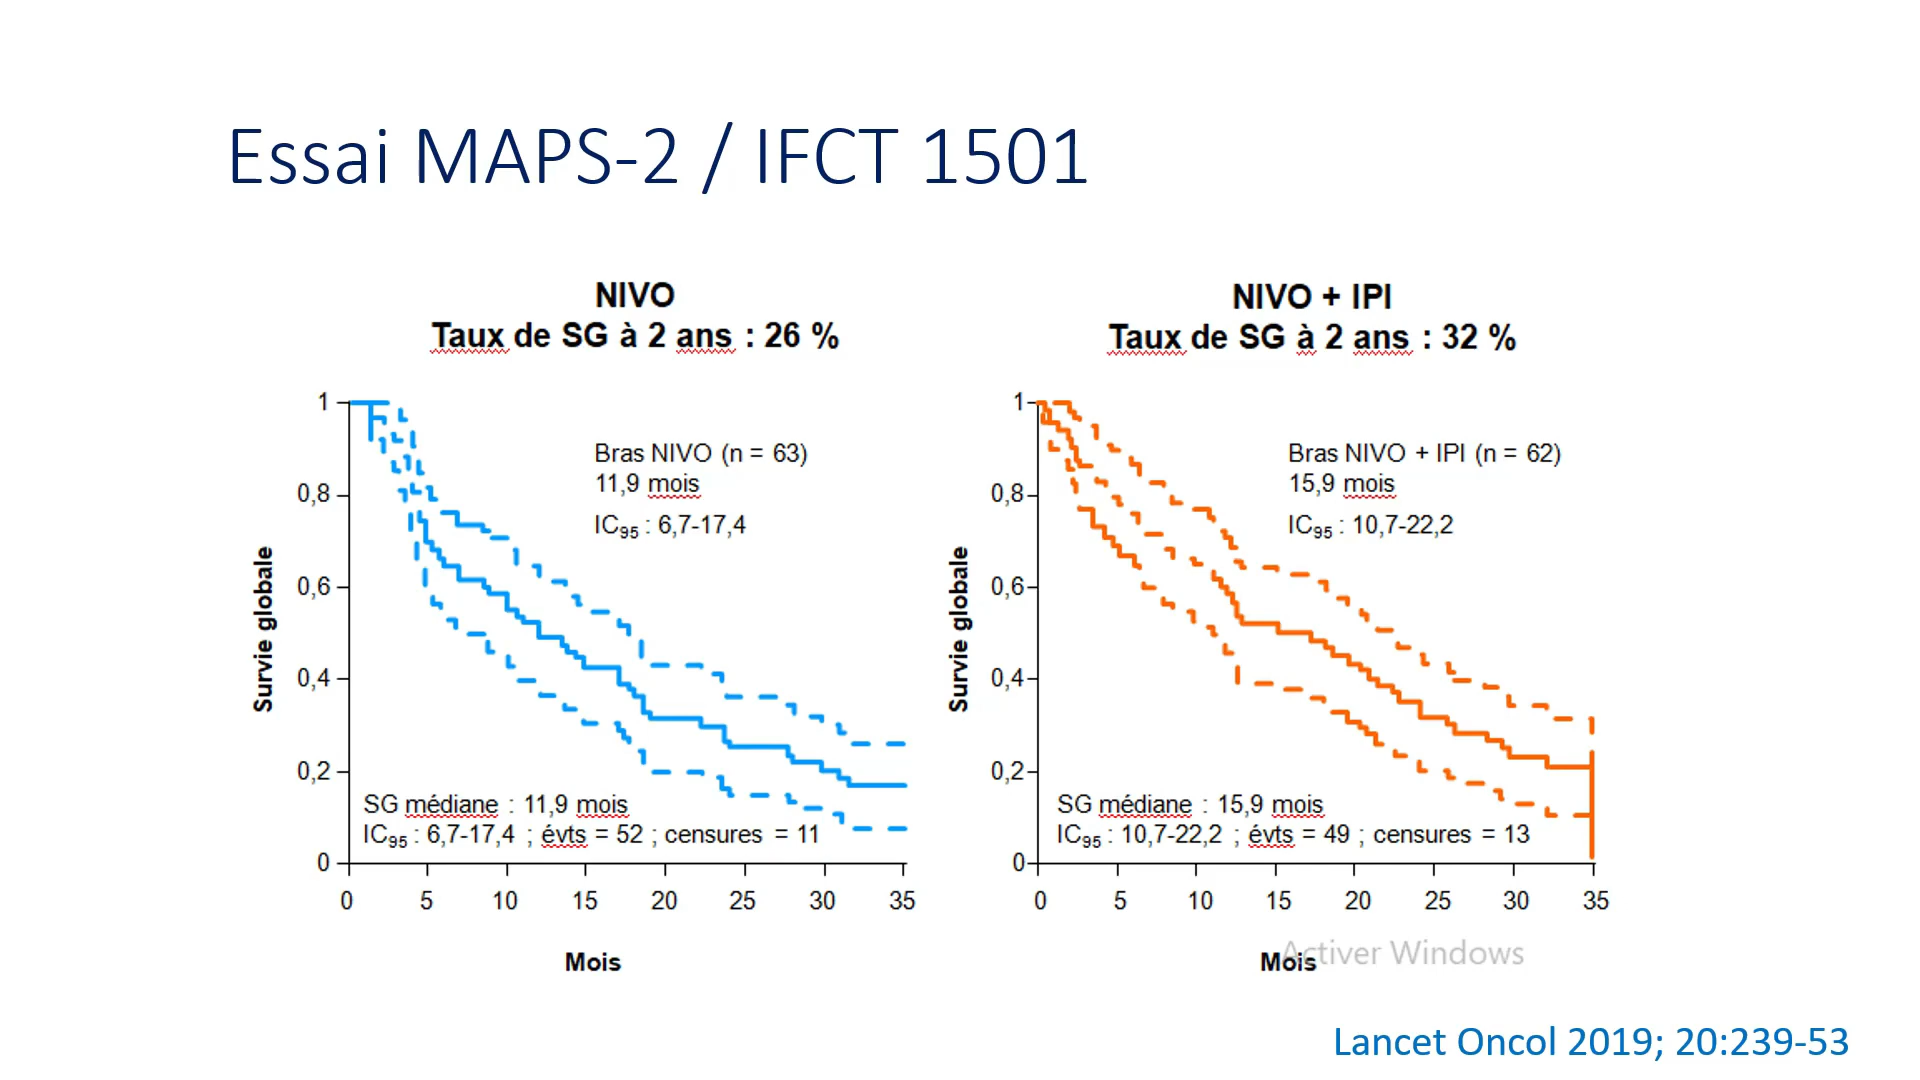 Essai MAPS-2 / IFCT 1501
NIVO
Taux de SG à 2 ans : 26 %
1
0,8
0,6
0,4
0,2
0
Survie globale
Bras NIVO (n = 63)
11,9 mois
IC95 : 6,7-17,4
SG médiane : 11,9 mois
IC95 : 6,7-17,4 ; évts = 52 ; censures = 11
0 5 10 15 20 25 30 35
Mois
NIVO + IPI
Taux de SG à 2 ans : 32 %
1
0,8
0,6
0,4
0,2
0
Survie globale
Bras NIVO + IPI (n = 62)
15,9 mois
IC95 : 10,7-22,2
SG médiane : 15,9 mois
IC95 : 10,7-22,2 ; évts = 49 ; censures = 13
0 5 10 15 20 25 30 35
Mois
Activer Windows
Lancet Oncol 2019; 20:239-53